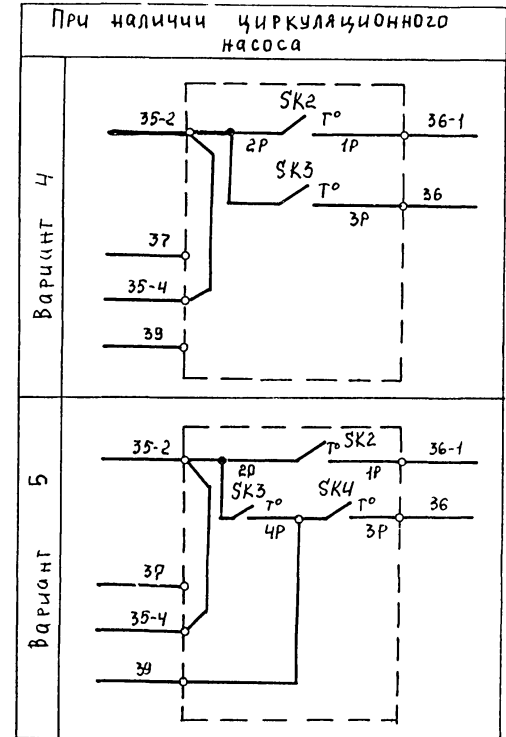 При наличии циркуляционного
насоса
Вариант 4
35-2
SK2
T°
2P
1P
36-1
SK3
T°
3P
36
37
35-4
39
Вариант 5
35-2
T° SK2
2P
1P
36-1
SK3
T°
4P
SK4
T°
3P
36
37
35-4
39